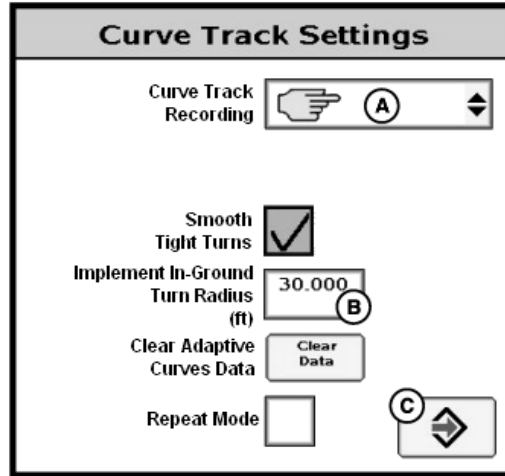 Curve Track Settings
Curve Track
Recording
A
Smooth
Tight Turns
Implement In-Ground
Turn Radius
(ft)
30.000
B
Clear Adaptive
Curves Data
Clear
Data
Repeat Mode
C